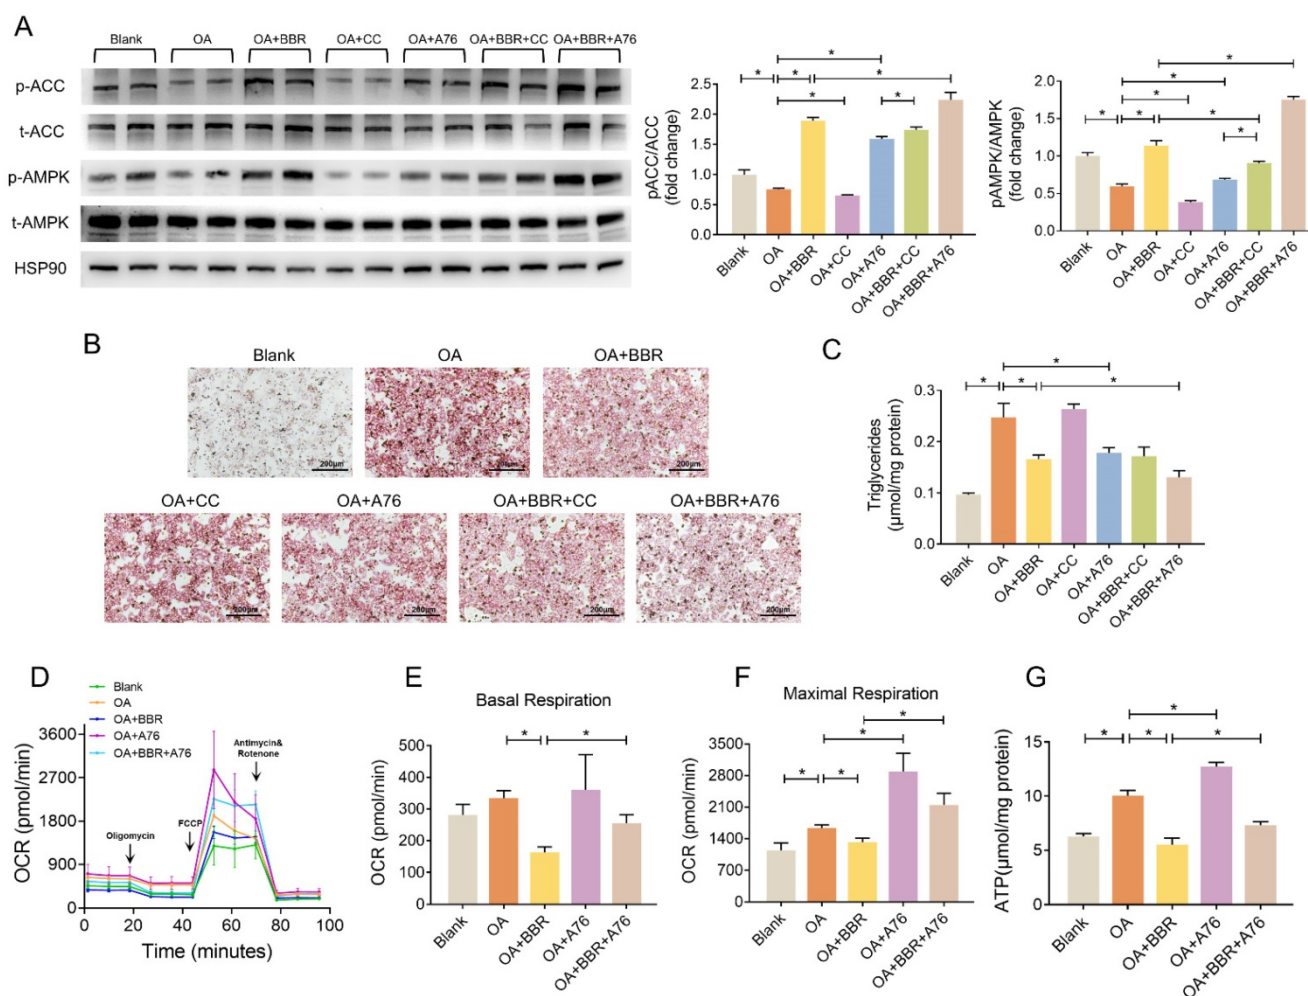 A
Blank OA OA+BBR OA+CC OA+A76 OA+BBR+CC OA+BBR+A76
p-ACC
t-ACC
p-AMPK
t-AMPK
HSP90
pACC/ACC
(fold change)
2.5
2.0
1.5
1.0
0.5
0.0
* * * * * * *
Blank
OA
OA+BBR
OA+CC
OA+A76
OA+BBR+CC
OA+BBR+A76
pAMPK/AMPK
(fold change)
2.0
1.5
1.0
0.5
0.0
* * * * * * *
Blank
OA
OA+BBR
OA+CC
OA+A76
OA+BBR+CC
OA+BBR+A76
B
Blank OA OA+BBR
200μm 200μm 200μm
OA+CC OA+A76 OA+BBR+CC OA+BBR+A76
200μm 200μm 200μm 200μm
C
Triglycerides
(μmol/mg protein)
0.3
0.2
0.1
0.0
* * * *
Blank
OA
OA+BBR
OA+CC
OA+A76
OA+BBR+CC
OA+BBR+A76
D
Blank
OA
OA+BBR
OA+A76
OA+BBR+A76
OCR (pmol/min)
3600
2700
1800
900
0
Oligomycin
FCCP
Antimycin&
Rotenone
0 20 40 60 80 100
Time (minutes)
E
Basal Respiration
OCR (pmol/min)
500
400
300
200
100
0
* *
Blank
OA
OA+BBR
OA+A76
OA+BBR+A76
F
Maximal Respiration
OCR (pmol/min)
3500
2800
2100
1400
700
0
* * * *
Blank
OA
OA+BBR
OA+A76
OA+BBR+A76
G
ATP(μmol/mg protein)
15
10
5
0
* * * *
Blank
OA
OA+BBR
OA+A76
OA+BBR+A76